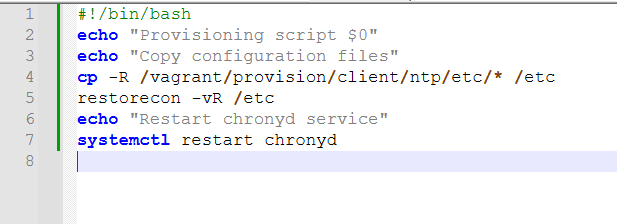 1 #!/bin/bash
2 echo "Provisioning script $0"
3 echo "Copy configuration files"
4 cp -R /vagrant/provision/client/ntp/etc/* /etc
5 restorecon -vR /etc
6 echo "Restart chronyd service"
7 systemctl restart chronyd
8